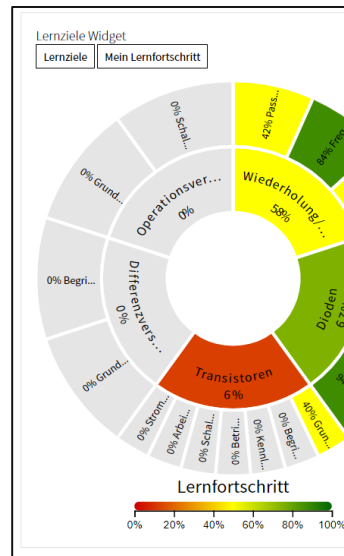 Lernziele Widget
Lernziele
Mein Lernfortschritt
0% Schal...
42% Pass...
84% Freq
0% Grund...
Operationsver...
0%
Wiederholung/...
58%
0% Begri...
Differenzvers...
0%
Dioden
0% Grund...
Transistoren
6%
0% Strom...
0% Arbei...
0% Schal...
0% Betri...
0% Kennl...
0% Begri...
40% Grun...
Lernfortschritt
0%
20%
40%
60%
80%
100%